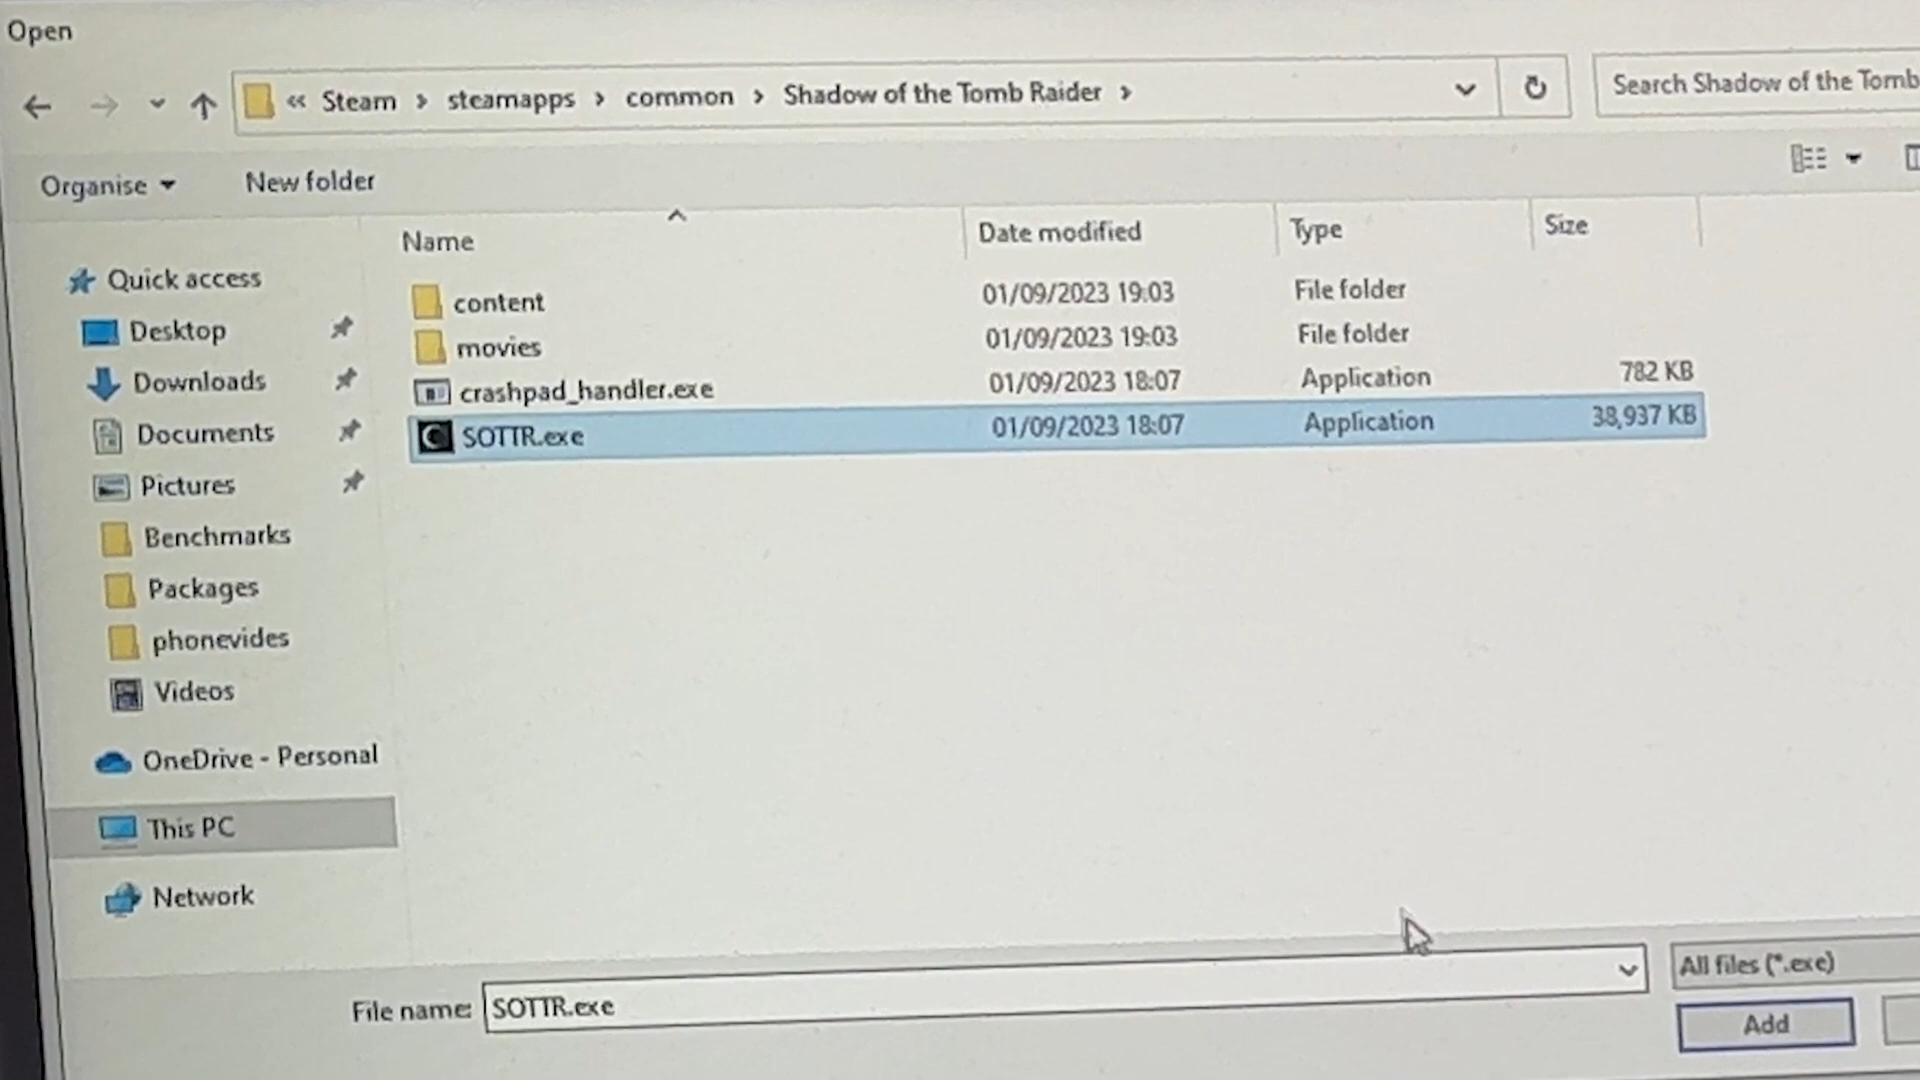 Open
« Steam > steamapps > common > Shadow of the Tomb Raider >
Search Shadow of the Tomb
Organise
New folder
Name
Date modified
Type
Size
Quick access
Desktop
Downloads
Documents
Pictures
Benchmarks
Packages
phonevides
Videos
OneDrive - Personal
This PC
Network
content 01/09/2023 19:03 File folder
movies 01/09/2023 19:03 File folder
crashpad_handler.exe 01/09/2023 18:07 Application 782 KB
SOTTR.exe 01/09/2023 18:07 Application 38,937 KB
File name: SOTTR.exe
All files (*.exe)
Add